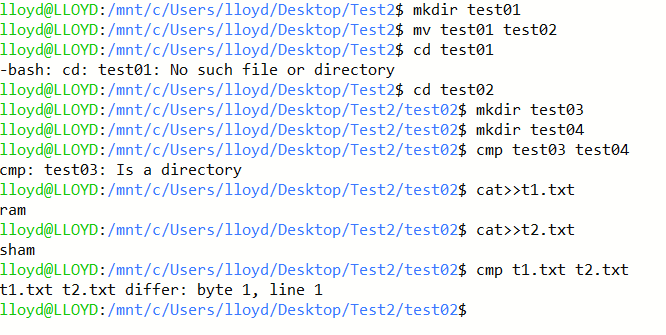 lloyd@LLOYD:/mnt/c/Users/lloyd/Desktop/Test2$ mkdir test01
lloyd@LLOYD:/mnt/c/Users/lloyd/Desktop/Test2$ mv test01 test02
lloyd@LLOYD:/mnt/c/Users/lloyd/Desktop/Test2$ cd test01
-bash: cd: test01: No such file or directory
lloyd@LLOYD:/mnt/c/Users/lloyd/Desktop/Test2$ cd test02
lloyd@LLOYD:/mnt/c/Users/lloyd/Desktop/Test2/test02$ mkdir test03
lloyd@LLOYD:/mnt/c/Users/lloyd/Desktop/Test2/test02$ mkdir test04
lloyd@LLOYD:/mnt/c/Users/lloyd/Desktop/Test2/test02$ cmp test03 test04
cmp: test03: Is a directory
lloyd@LLOYD:/mnt/c/Users/lloyd/Desktop/Test2/test02$ cat>>t1.txt
ram
lloyd@LLOYD:/mnt/c/Users/lloyd/Desktop/Test2/test02$ cat>>t2.txt
sham
lloyd@LLOYD:/mnt/c/Users/lloyd/Desktop/Test2/test02$ cmp t1.txt t2.txt
t1.txt t2.txt differ: byte 1, line 1
lloyd@LLOYD:/mnt/c/Users/lloyd/Desktop/Test2/test02$